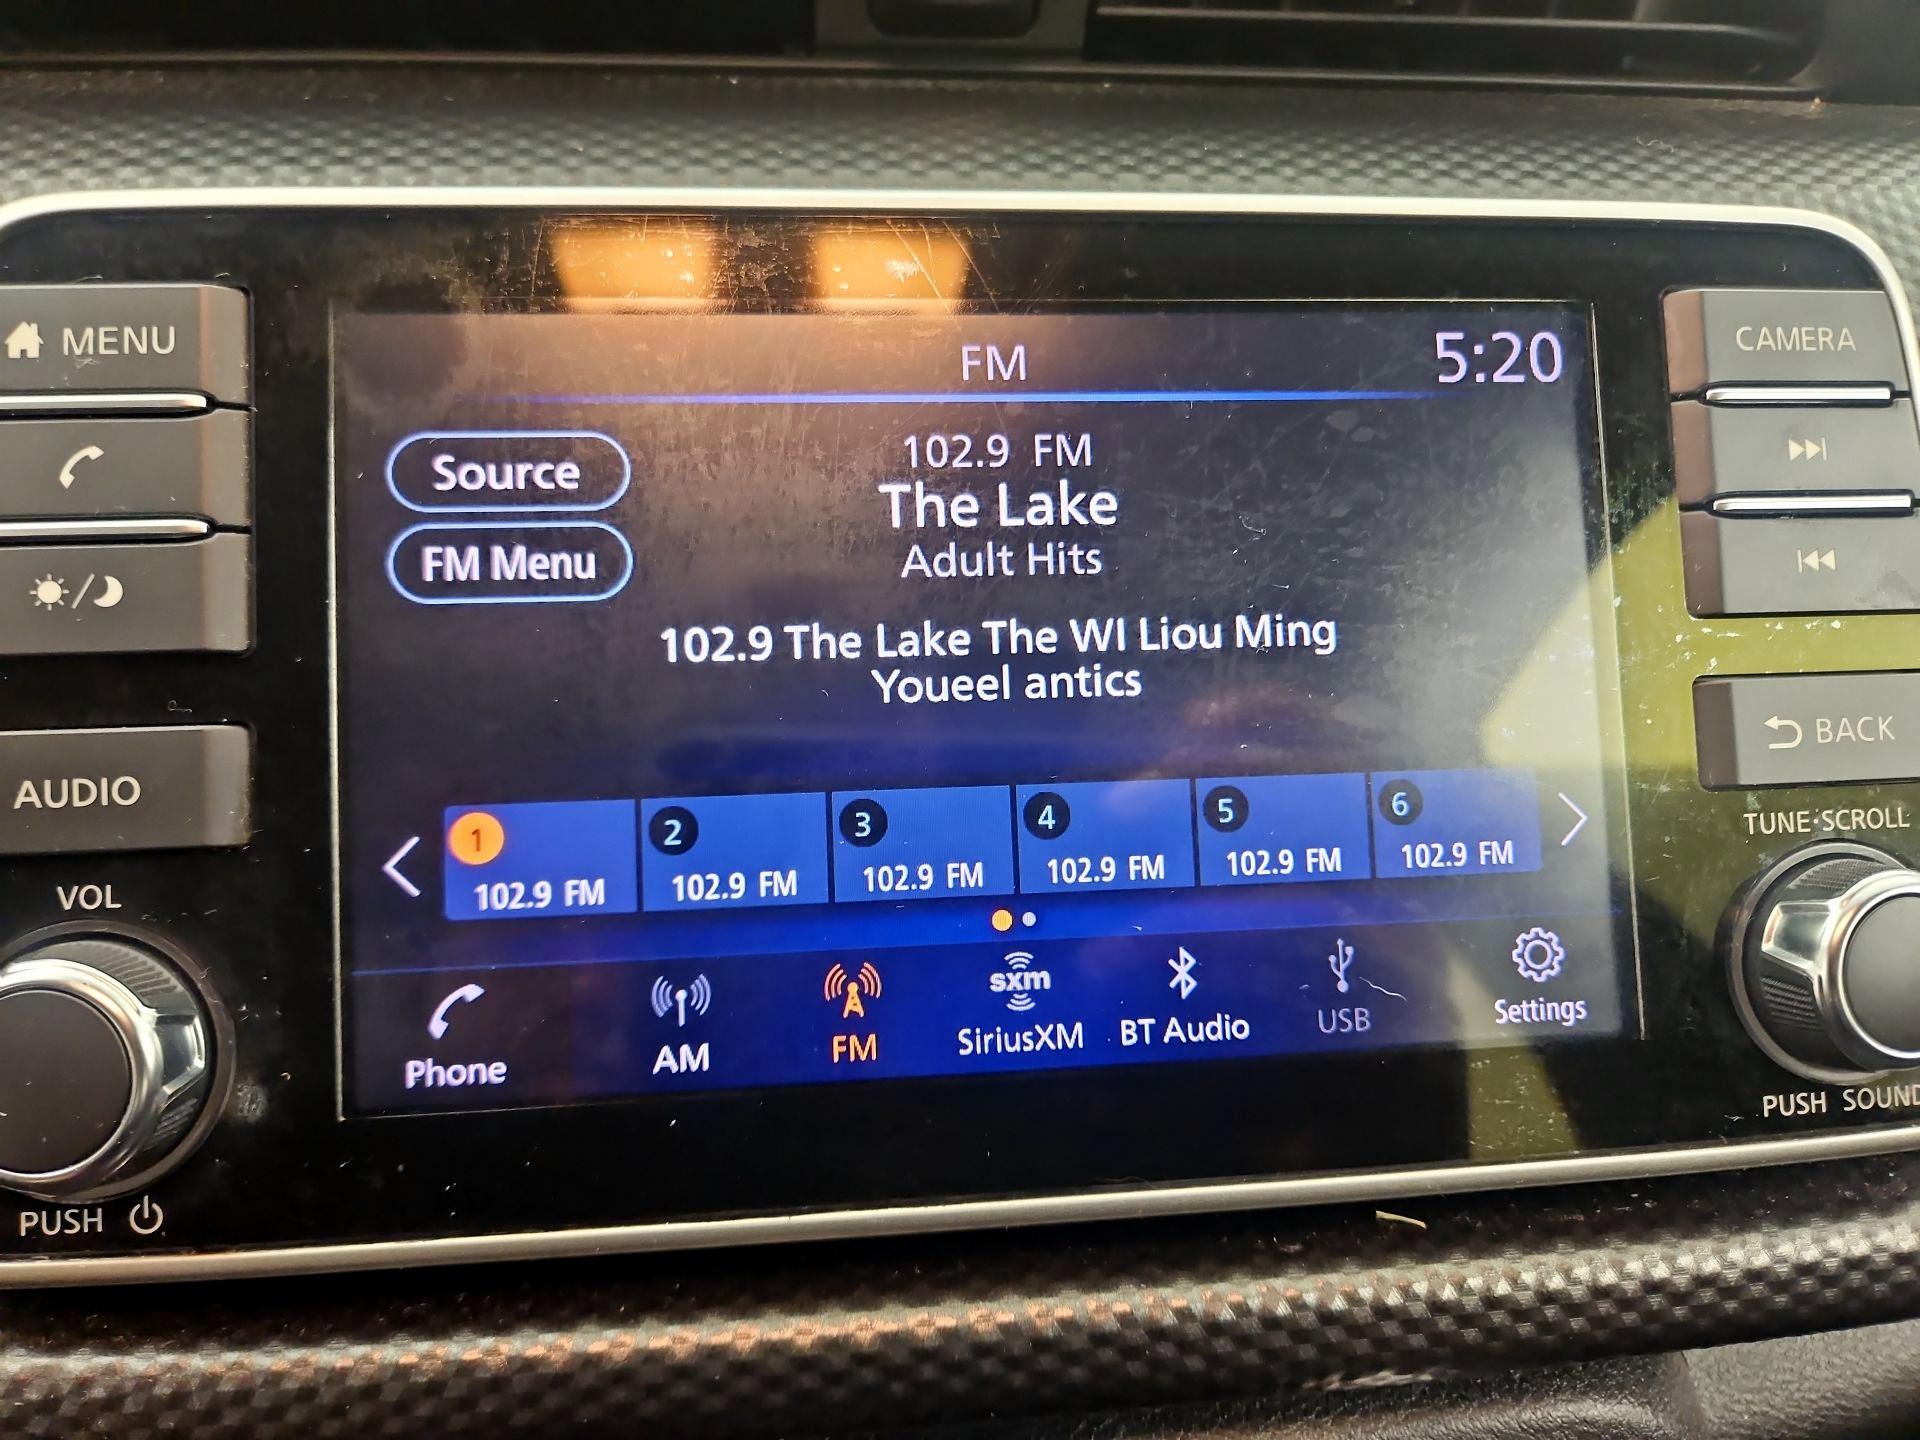 MENU
AUDIO
VOL
PUSH
FM
5:20
Source
FM Menu
102.9 FM
The Lake
Adult Hits
102.9 The Lake The WI Liou Ming
Youeel antics
1
102.9 FM
2
102.9 FM
3
102.9 FM
4
102.9 FM
5
102.9 FM
6
102.9 FM
Phone
AM
FM
sxm
SiriusXM
BT Audio
USB
Settings
CAMERA
BACK
TUNE·SCROLL
PUSH SOUND